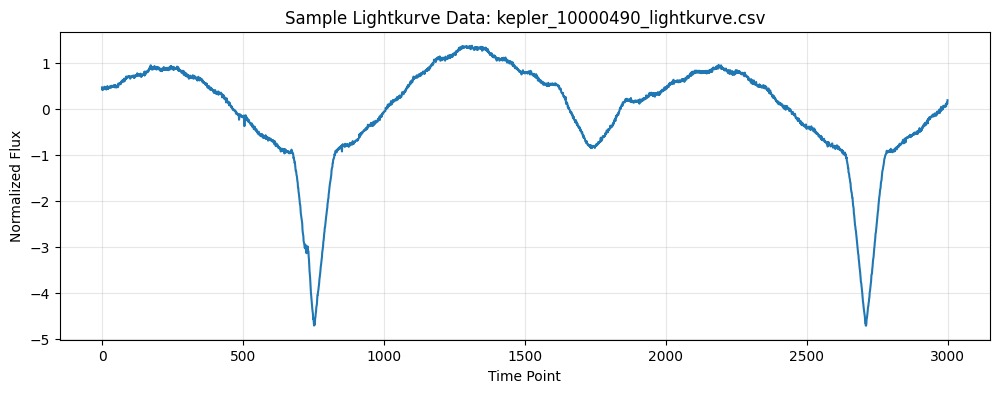 Sample Lightkurve Data: kepler_10000490_lightkurve.csv
Normalized Flux
1
0
−1
−2
−3
−4
−5
0 500 1000 1500 2000 2500 3000
Time Point